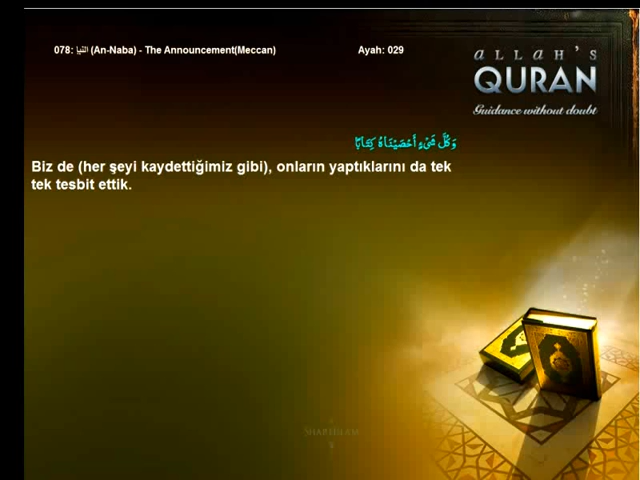 078: النبإ (An-Naba) - The Announcement(Meccan) Ayah: 029
ALLAH'S
QURAN
Guidance without doubt
وَكُلَّ شَيْءٍ أَحْصَيْنَاهُ كِتَابًا
Biz de (her şeyi kaydettiğimiz gibi), onların yaptıklarını da tek
tek tesbit ettik.